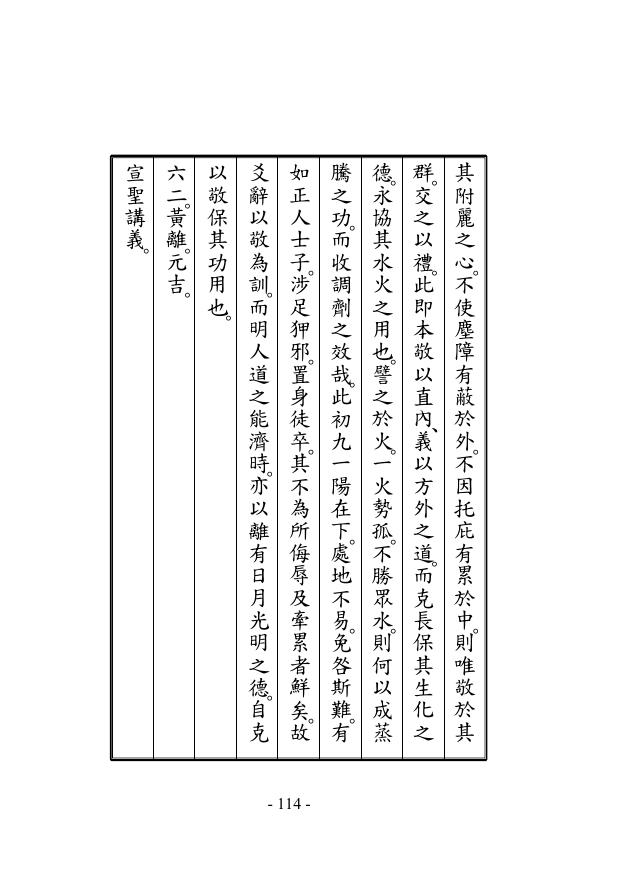 其附麗之心。不使塵障有蔽於外。不因托庇有累於中。則唯敬於其
群。交之以禮。此即本敬以直內、義以方外之道。而克長保其生化之
德。永協其水火之用也。譬之於火。一火勢孤。不勝眾水。則何以成蒸
騰之功。而收調劑之效哉。此初九一陽在下。處地不易。免咎斯難。有
如正人士子。涉足狎邪。置身徒卒。其不為所侮辱及牽累者鮮矣。故
爻辭以敬為訓。而明人道之能濟時。亦以離有日月光明之德。自克
以敬保其功用也。
六二。黃離。元吉。
宣聖講義。
- 114 -